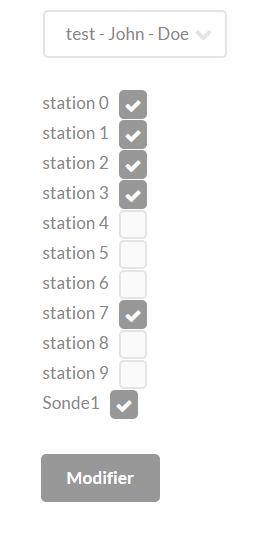 test - John - Doe
station 0
station 1
station 2
station 3
station 4
station 5
station 6
station 7
station 8
station 9
Sonde1
Modifier